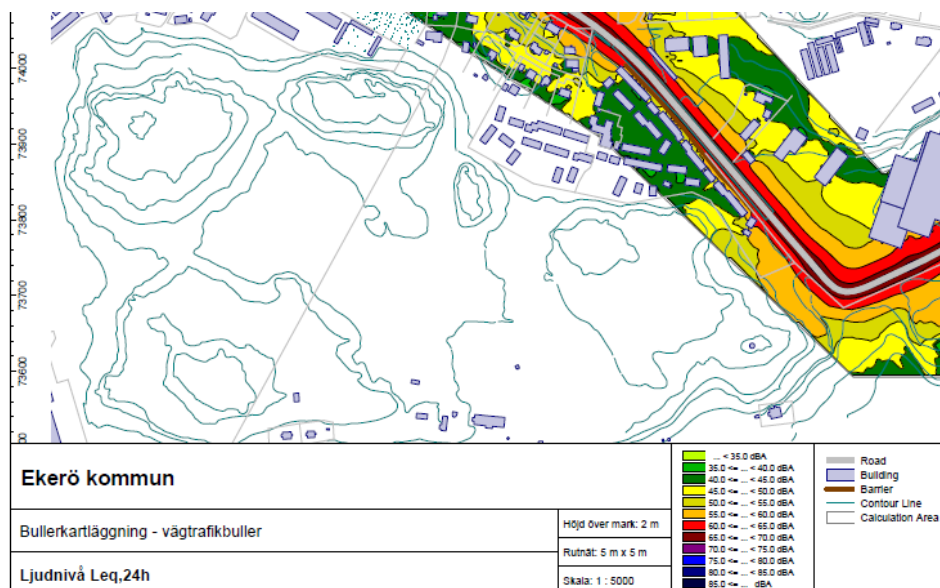 74000
73900
73800
73700
73600
00
Ekerö kommun
Bullerkartläggning - vägtrafikbuller
Ljudnivå Leq,24h
Höjd över mark: 2 m
Rutnät: 5 m x 5 m
Skala: 1 : 5000
... < 35.0 dBA
35.0 <= ... < 40.0 dBA
40.0 <= ... < 45.0 dBA
45.0 <= ... < 50.0 dBA
50.0 <= ... < 55.0 dBA
55.0 <= ... < 60.0 dBA
60.0 <= ... < 65.0 dBA
65.0 <= ... < 70.0 dBA
70.0 <= ... < 75.0 dBA
75.0 <= ... < 80.0 dBA
80.0 <= ... < 85.0 dBA
85.0 <= ... dBA
Road
Building
Barrier
Contour Line
Calculation Area